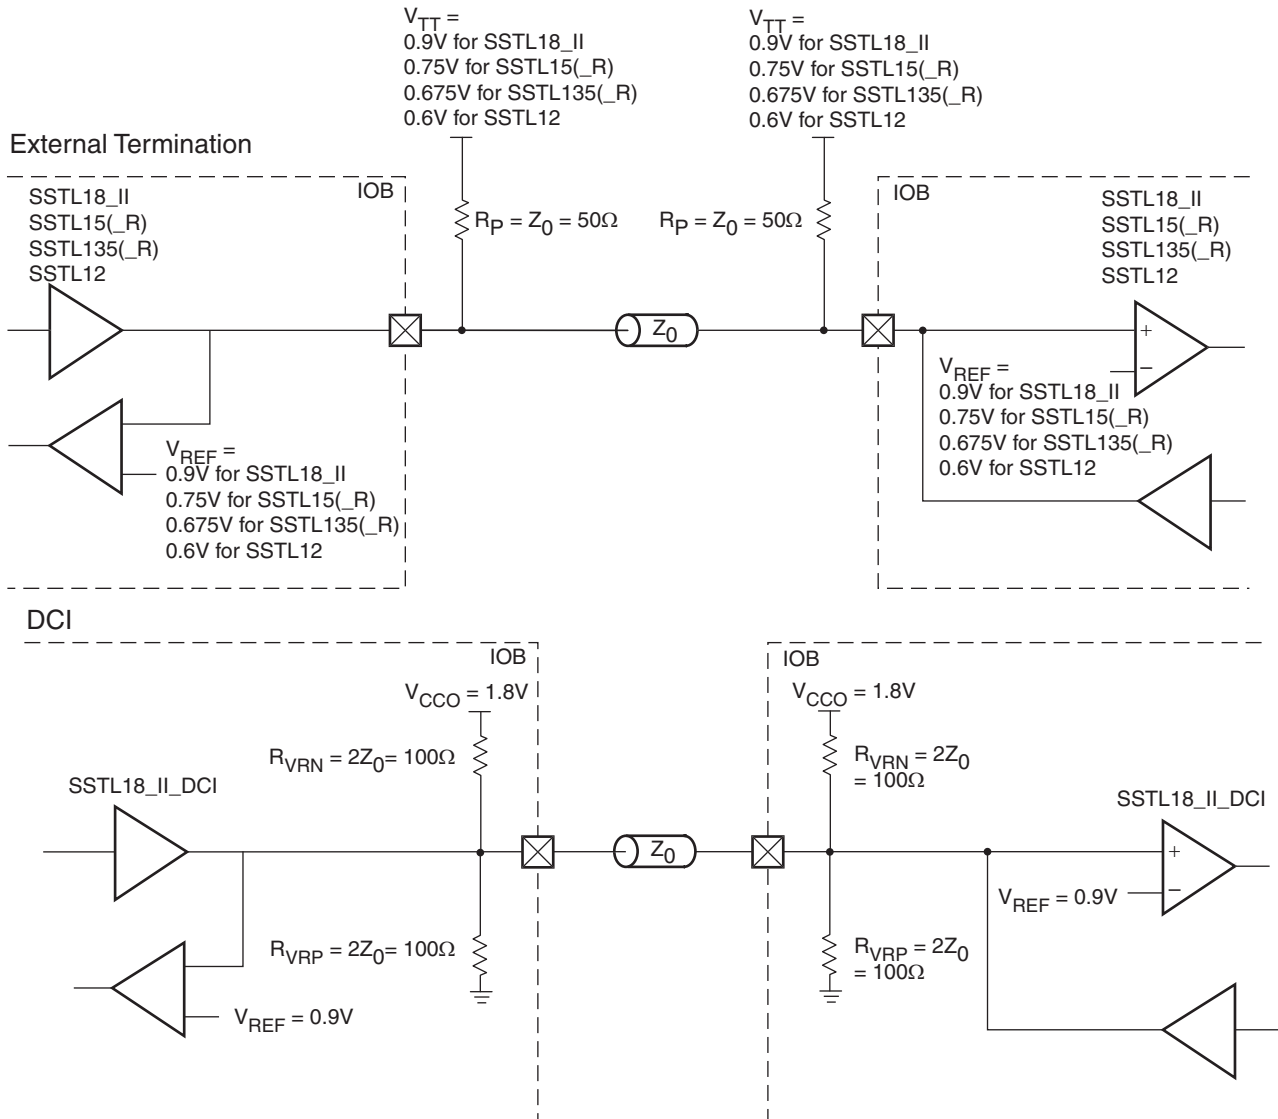 V_TT =
0.9V for SSTL18_II
0.75V for SSTL15(_R)
0.675V for SSTL135(_R)
0.6V for SSTL12
V_TT =
0.9V for SSTL18_II
0.75V for SSTL15(_R)
0.675V for SSTL135(_R)
0.6V for SSTL12
External Termination
IOB
SSTL18_II
SSTL15(_R)
SSTL135(_R)
SSTL12
R_P = Z_0 = 50Ω
R_P = Z_0 = 50Ω
IOB
SSTL18_II
SSTL15(_R)
SSTL135(_R)
SSTL12
Z_0
+
−
V_REF =
0.9V for SSTL18_II
0.75V for SSTL15(_R)
0.675V for SSTL135(_R)
0.6V for SSTL12
V_REF =
0.9V for SSTL18_II
0.75V for SSTL15(_R)
0.675V for SSTL135(_R)
0.6V for SSTL12
DCI
IOB
V_CCO = 1.8V
R_VRN = 2Z_0= 100Ω
SSTL18_II_DCI
R_VRP = 2Z_0= 100Ω
V_REF = 0.9V
Z_0
IOB
V_CCO = 1.8V
R_VRN = 2Z_0
= 100Ω
SSTL18_II_DCI
+
−
V_REF = 0.9V
R_VRP = 2Z_0
= 100Ω